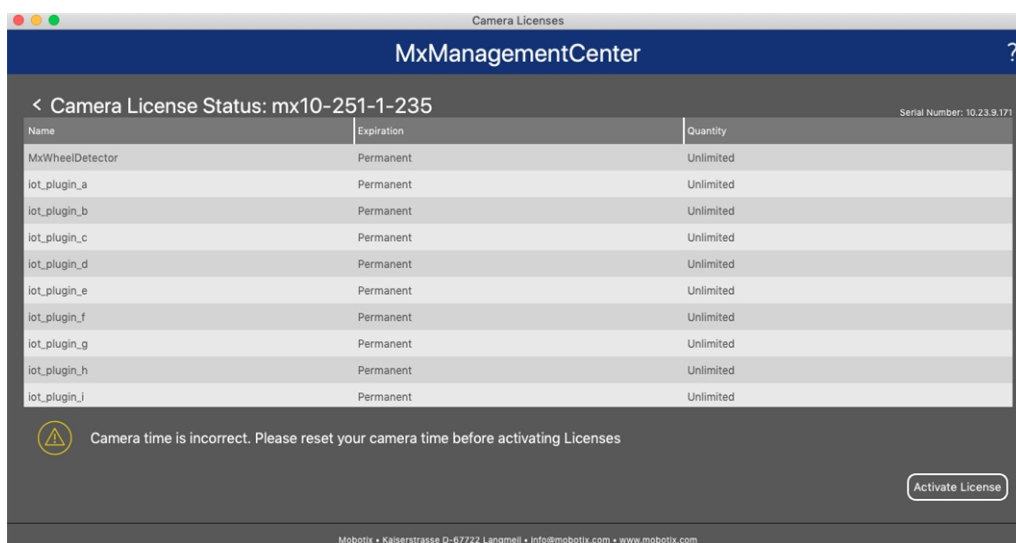 Camera Licenses
MxManagementCenter
?
< Camera License Status: mx10-251-1-235
Serial Number: 10.23.9.171
Name Expiration Quantity
MxWheelDetector Permanent Unlimited
iot_plugin_a Permanent Unlimited
iot_plugin_b Permanent Unlimited
iot_plugin_c Permanent Unlimited
iot_plugin_d Permanent Unlimited
iot_plugin_e Permanent Unlimited
iot_plugin_f Permanent Unlimited
iot_plugin_g Permanent Unlimited
iot_plugin_h Permanent Unlimited
iot_plugin_i Permanent Unlimited
Camera time is incorrect. Please reset your camera time before activating Licenses
Activate License
Mobotix • Kaiserstrasse D-67722 Langmeil • Info@mobotix.com • www.mobotix.com